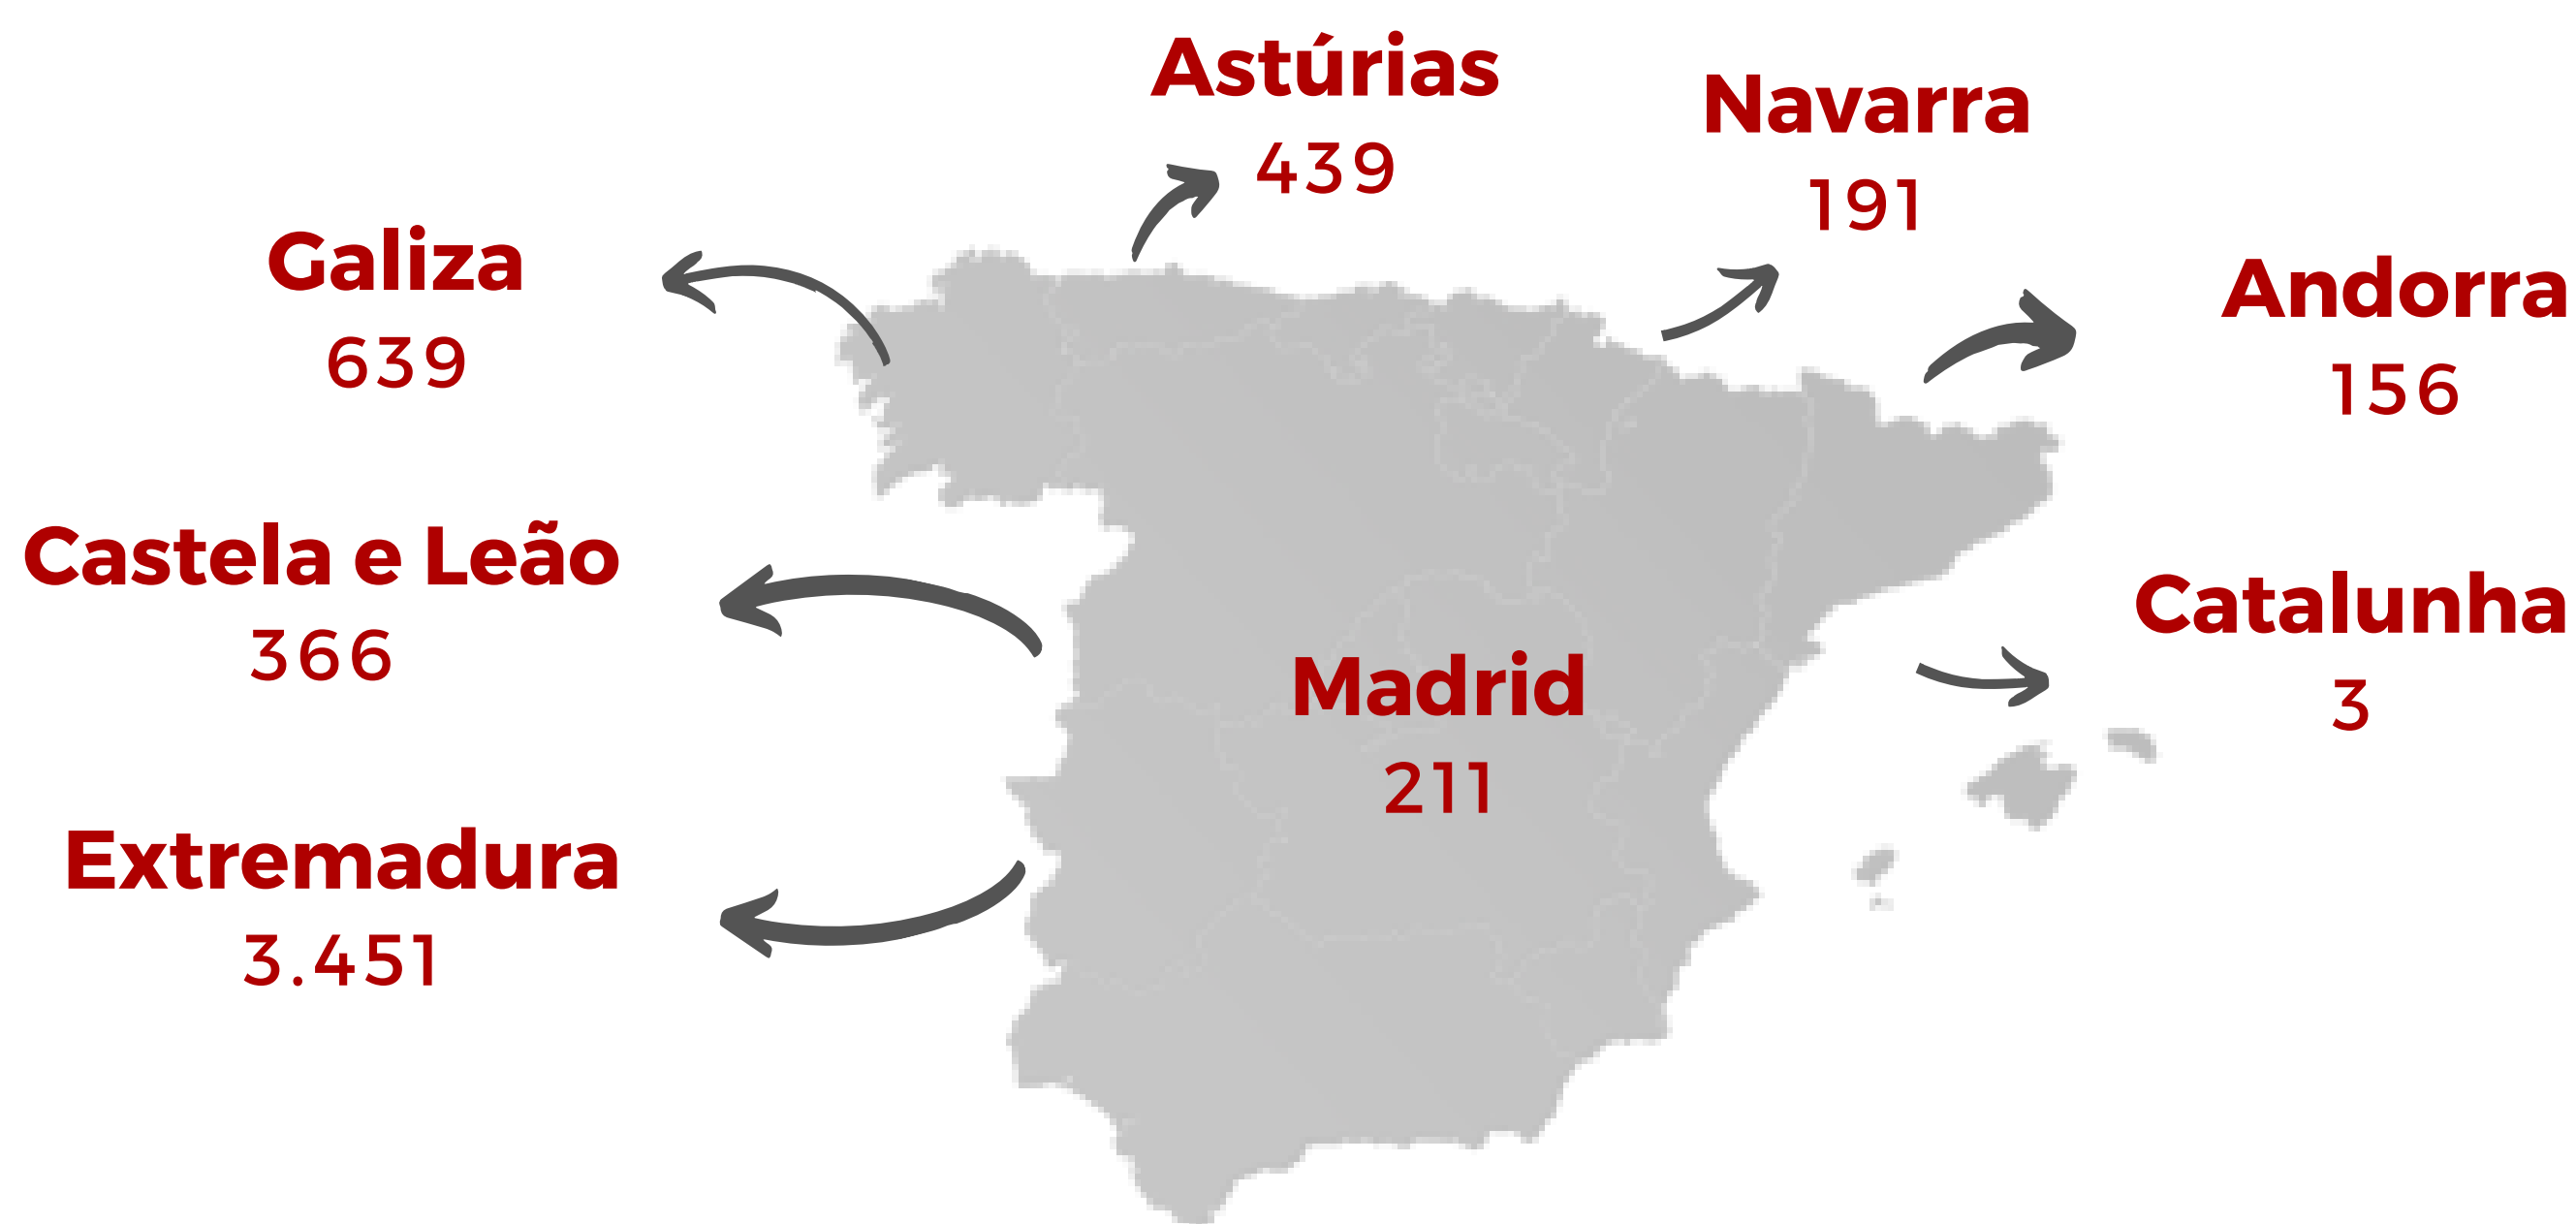 Astúrias
439
Navarra
191
Galiza
639
Andorra
156
Castela e Leão
366
Catalunha
3
Madrid
211
Extremadura
3.451